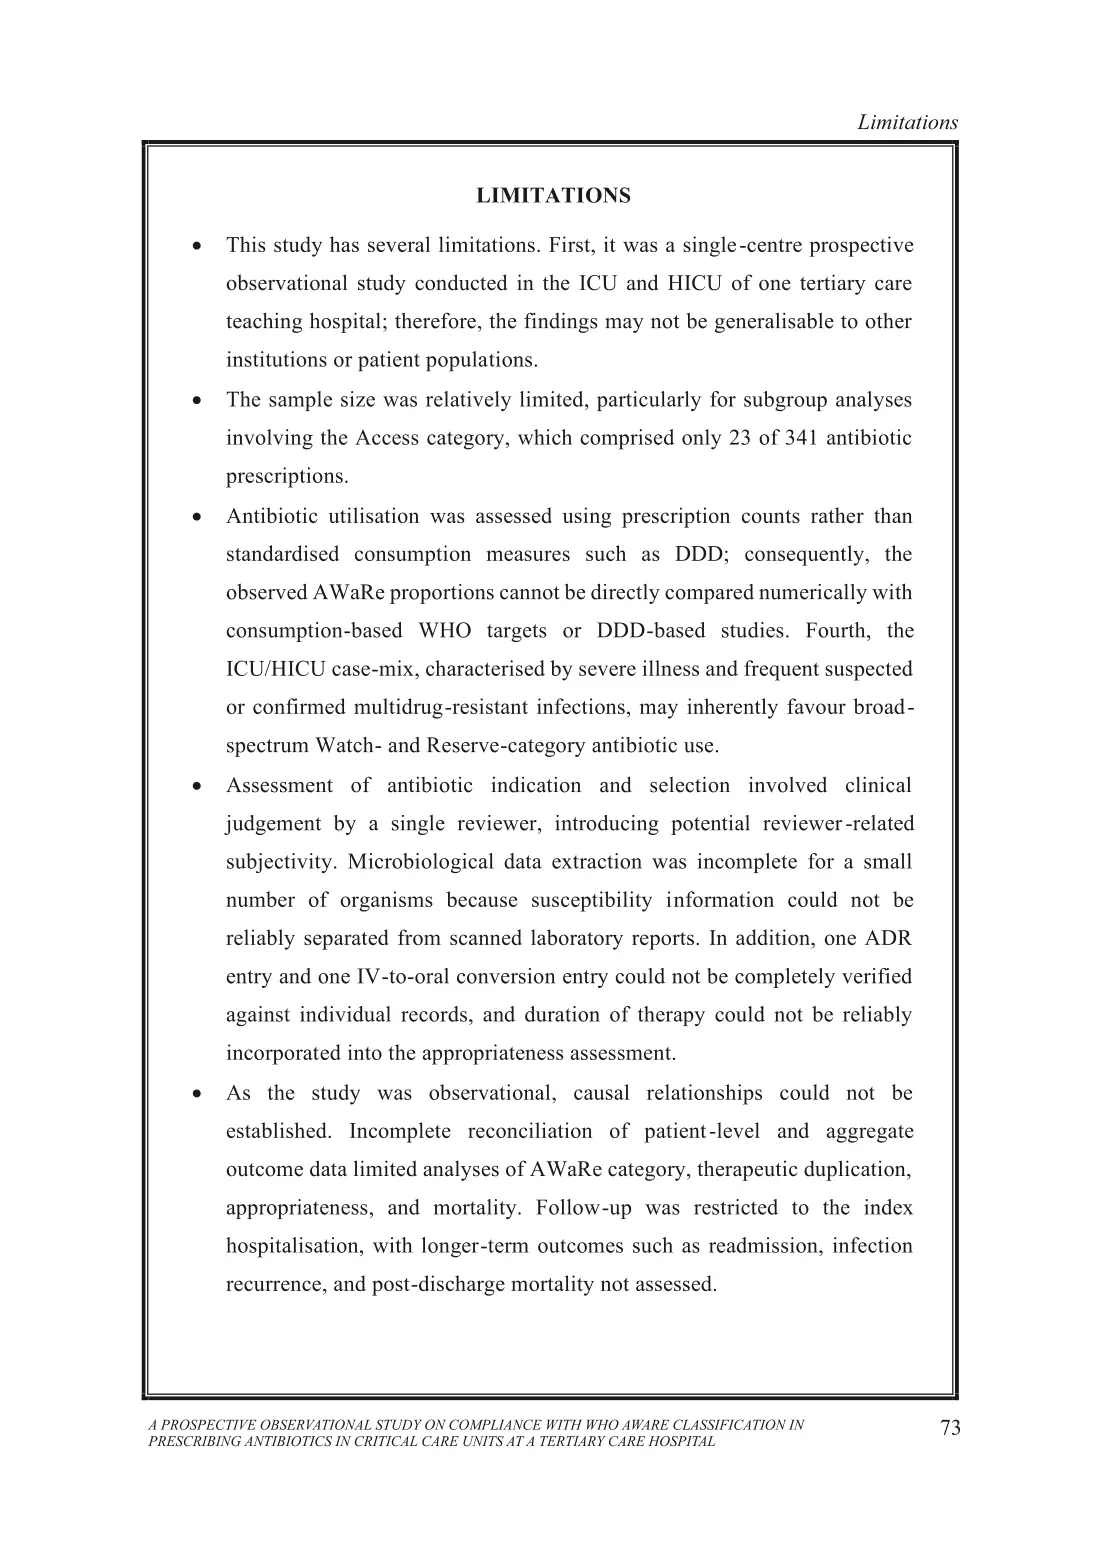 Limitations
LIMITATIONS
• This study has several limitations. First, it was a single-centre prospective
observational study conducted in the ICU and HICU of one tertiary care
teaching hospital; therefore, the findings may not be generalisable to other
institutions or patient populations.
• The sample size was relatively limited, particularly for subgroup analyses
involving the Access category, which comprised only 23 of 341 antibiotic
prescriptions.
• Antibiotic utilisation was assessed using prescription counts rather than
standardised consumption measures such as DDD; consequently, the
observed AWaRe proportions cannot be directly compared numerically with
consumption-based WHO targets or DDD-based studies. Fourth, the
ICU/HICU case-mix, characterised by severe illness and frequent suspected
or confirmed multidrug-resistant infections, may inherently favour broad-
spectrum Watch- and Reserve-category antibiotic use.
• Assessment of antibiotic indication and selection involved clinical
judgement by a single reviewer, introducing potential reviewer-related
subjectivity. Microbiological data extraction was incomplete for a small
number of organisms because susceptibility information could not be
reliably separated from scanned laboratory reports. In addition, one ADR
entry and one IV-to-oral conversion entry could not be completely verified
against individual records, and duration of therapy could not be reliably
incorporated into the appropriateness assessment.
• As the study was observational, causal relationships could not be
established. Incomplete reconciliation of patient-level and aggregate
outcome data limited analyses of AWaRe category, therapeutic duplication,
appropriateness, and mortality. Follow-up was restricted to the index
hospitalisation, with longer-term outcomes such as readmission, infection
recurrence, and post-discharge mortality not assessed.
A PROSPECTIVE OBSERVATIONAL STUDY ON COMPLIANCE WITH WHO AWARE CLASSIFICATION IN
PRESCRIBING ANTIBIOTICS IN CRITICAL CARE UNITS AT A TERTIARY CARE HOSPITAL
73